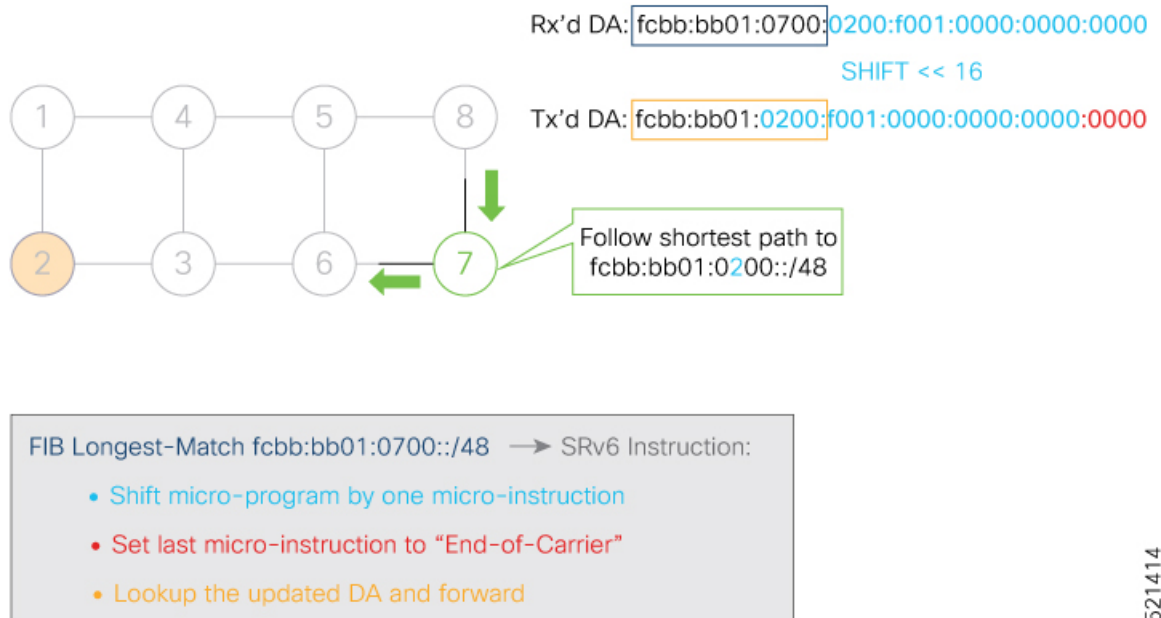 Rx'd DA: fcbb:bb01:0700:0200:f001:0000:0000:0000
SHIFT << 16
Tx'd DA: fcbb:bb01:0200:f001:0000:0000:0000:0000
1
4
5
8
2
3
6
7
Follow shortest path to
fcbb:bb01:0200::/48
FIB Longest-Match fcbb:bb01:0700::/48 → SRv6 Instruction:
• Shift micro-program by one micro-instruction
• Set last micro-instruction to “End-of-Carrier”
• Lookup the updated DA and forward
521414